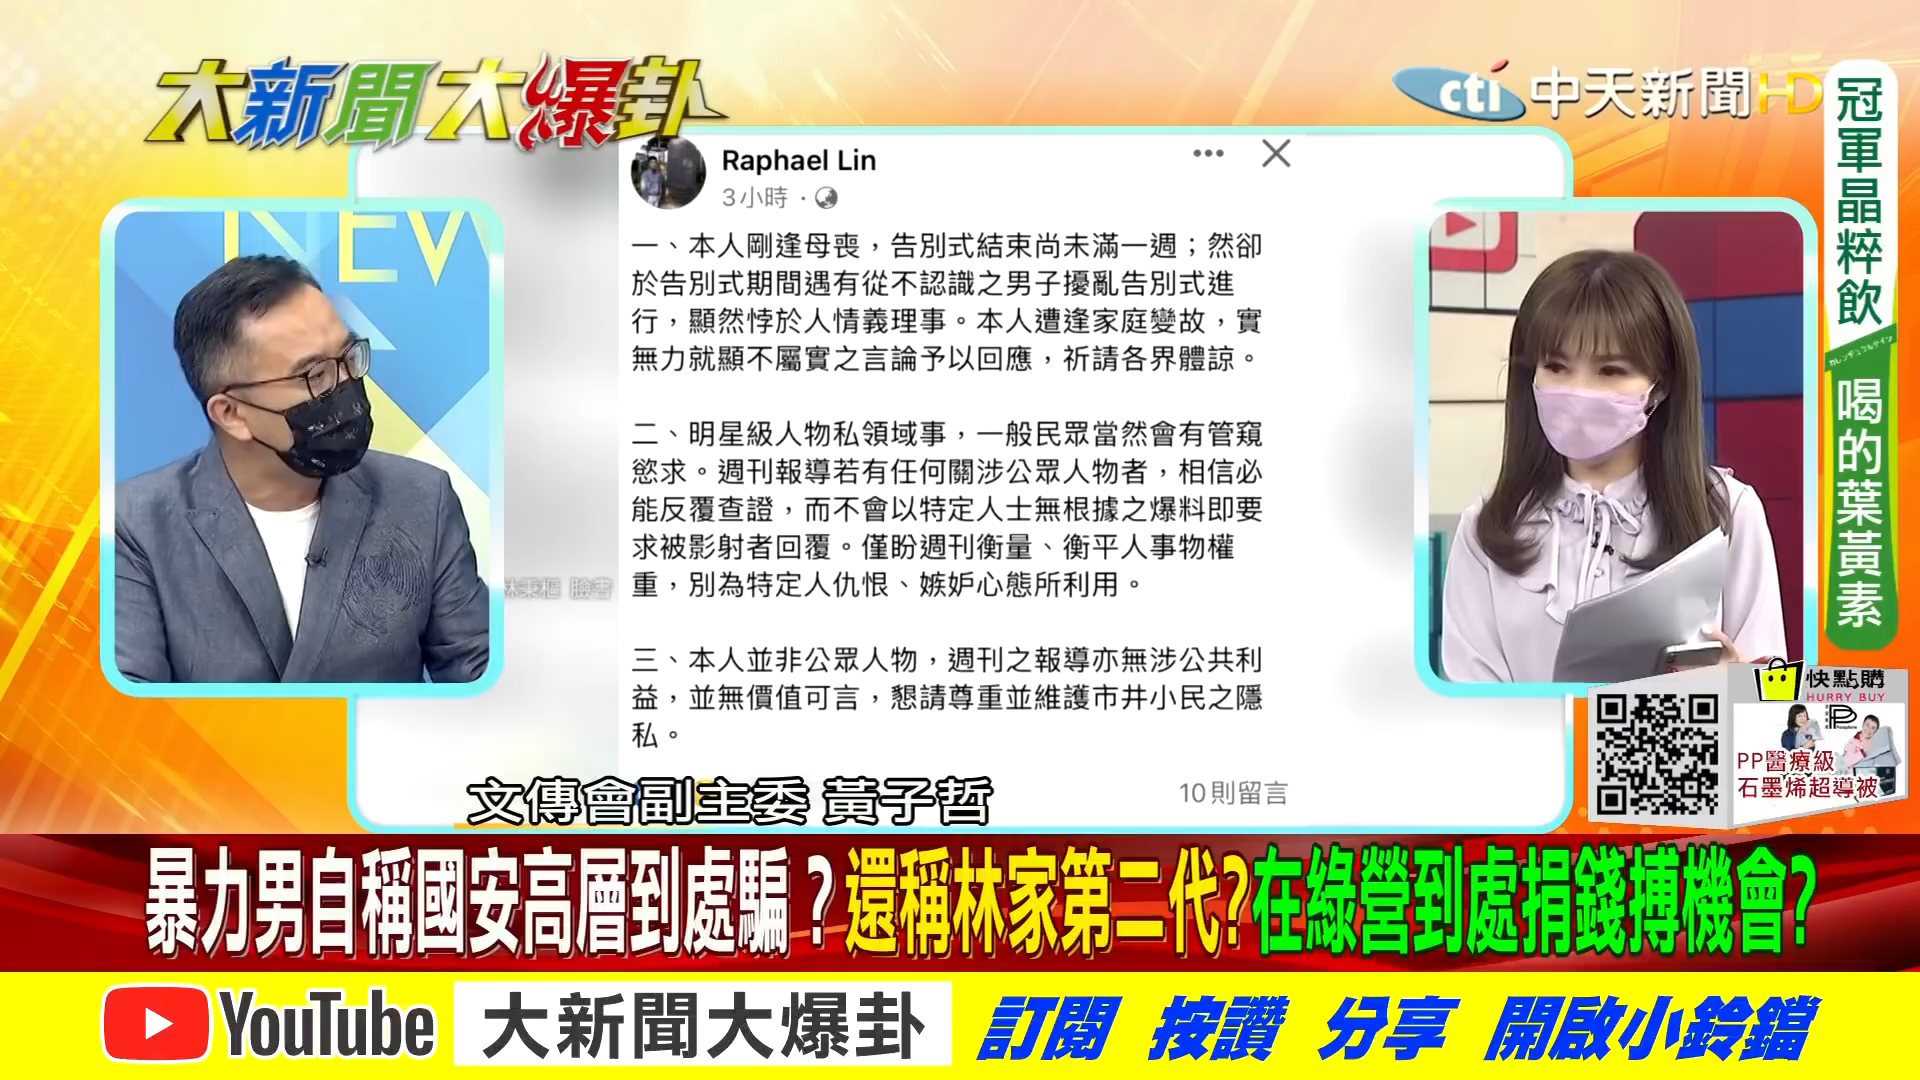 大新聞大爆卦
cti 中天新聞HD
冠軍晶粹飲
喝的葉黃素
NEW
Raphael Lin
3小時
一、本人剛逢母喪，告別式結束尚未滿一週；然卻
於告別式期間遇有從不認識之男子擾亂告別式進
行，顯然悖於人情義理事。本人遭逢家庭變故，實
無力就顯不屬實之言論予以回應，祈請各界體諒。
二、明星級人物私領域事，一般民眾當然會有管窺
慾求。週刊報導若有任何關涉公眾人物者，相信必
能反覆查證，而不會以特定人士無根據之爆料即要
求被影射者回覆。僅盼週刊衡量、衡平人事物權
重，別為特定人仇恨、嫉妒心態所利用。
三、本人並非公眾人物，週刊之報導亦無涉公共利
益，並無價值可言，懇請尊重並維護市井小民之隱
私。
10則留言
林秉樞 臉書
快點購
HURRY BUY
PP醫療級
石墨烯超導被
文傳會副主委 黃子哲
暴力男自稱國安高層到處騙？還稱林家第二代?在綠營到處捐錢搏機會?
YouTube 大新聞大爆卦 訂閱 按讚 分享 開啟小鈴鐺